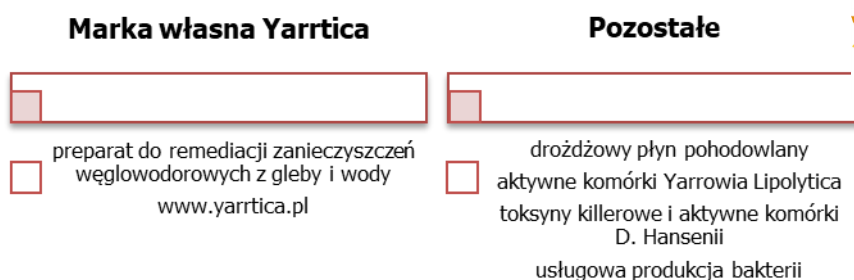 Marka własna Yarrtica
preparat do remediacji zanieczyszczeń
węglowodorowych z gleby i wody
www.yarrtica.pl
Pozostałe
drożdżowy płyn pohodowlany
aktywne komórki Yarrowia Lipolytica
toksyny killerowe i aktywne komórki
D. Hansenii
usługowa produkcja bakterii